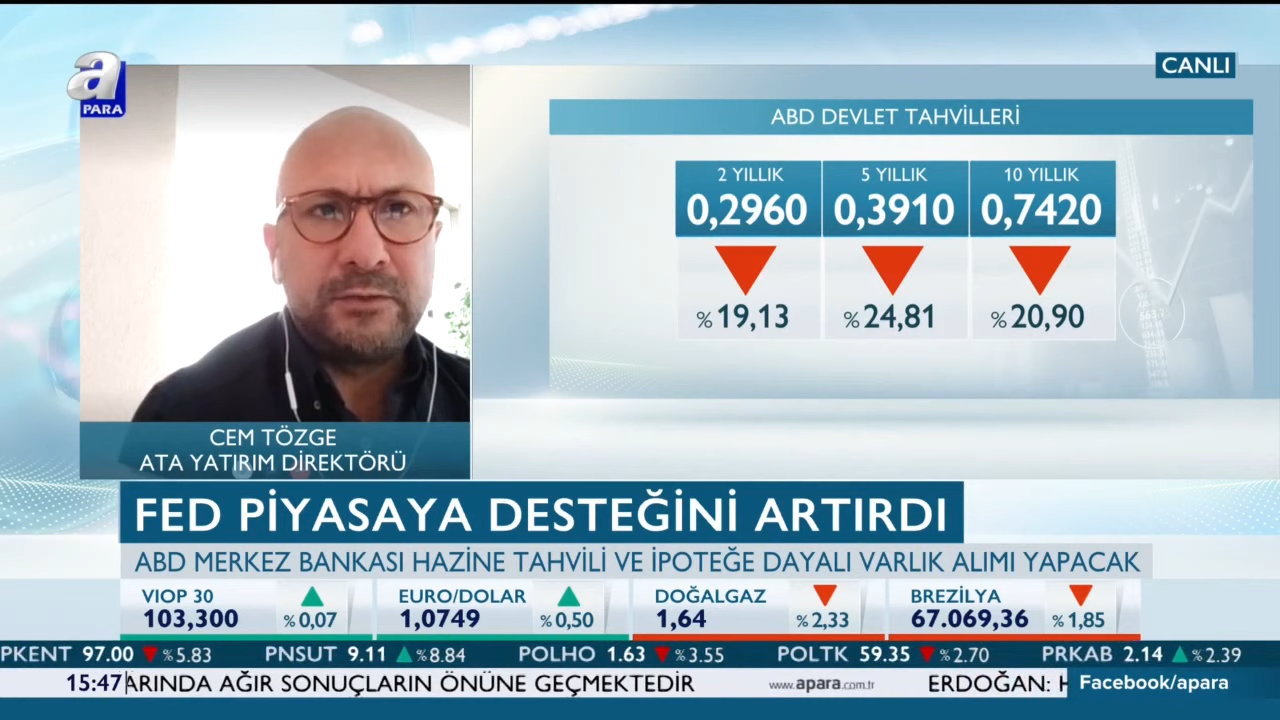 a
PARA
CANLI
ABD DEVLET TAHVİLLERİ
2 YILLIK 5 YILLIK 10 YILLIK
0,2960 0,3910 0,7420
%19,13 %24,81 %20,90
CEM TÖZGE
ATA YATIRIM DİREKTÖRÜ
FED PİYASAYA DESTEĞİNİ ARTIRDI
ABD MERKEZ BANKASI HAZİNE TAHVİLİ VE İPOTEĞE DAYALI VARLIK ALIMI YAPACAK
VIOP 30 EURO/DOLAR DOĞALGAZ BREZİLYA
103,300 %0,07 1,0749 %0,50 1,64 %2,33 67.069,36 %1,85
PKENT 97.00 %5.83 PNSUT 9.11 %8.84 POLHO 1.63 %3.55 POLTK 59.35 %2.70 PRKAB 2.14 %2.39
15:47 ARINDA AĞIR SONUÇLARIN ÖNÜNE GEÇMEKTEDİR www.apara.com.tr ERDOĞAN: H Facebook/apara